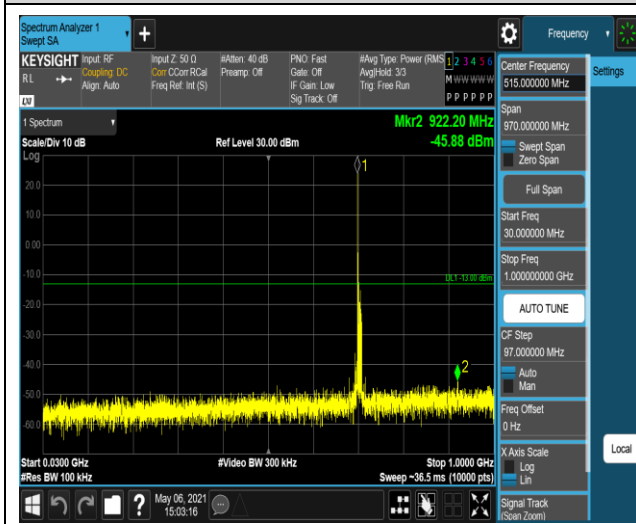 Spectrum Analyzer 1
Swept SA
Frequency
KEYSIGHT
RL
LXI
Input: RF
Coupling: DC
Align: Auto
Input Z: 50 Ω
Corr CCorr RCal
Freq Ref: Int (S)
#Atten: 40 dB
Preamp: Off
PNO: Fast
Gate: Off
IF Gain: Low
Sig Track: Off
#Avg Type: Power (RMS
Avg|Hold: 3/3
Trig: Free Run
1 2 3 4 5 6
M W W W W W
P P P P P P
Center Frequency
515.000000 MHz
Settings
1 Spectrum
Mkr2 922.20 MHz
Scale/Div 10 dB
Ref Level 30.00 dBm
-45.88 dBm
Log
1
20.0
0.00
-10.0
DL1 -13.00 dBm
-30.0
-40.0
2
-50.0
-60.0
Start 0.0300 GHz
#Video BW 300 kHz
Stop 1.0000 GHz
#Res BW 100 kHz
Sweep ~36.5 ms (10000 pts)
Span
970.000000 MHz
Swept Span
Zero Span
Full Span
Start Freq
30.000000 MHz
Stop Freq
1.000000000 GHz
AUTO TUNE
CF Step
97.000000 MHz
Auto
Man
Freq Offset
0 Hz
X Axis Scale
Log
Lin
Local
Signal Track
(Span Zoom)
?
May 06, 2021
15:03:16